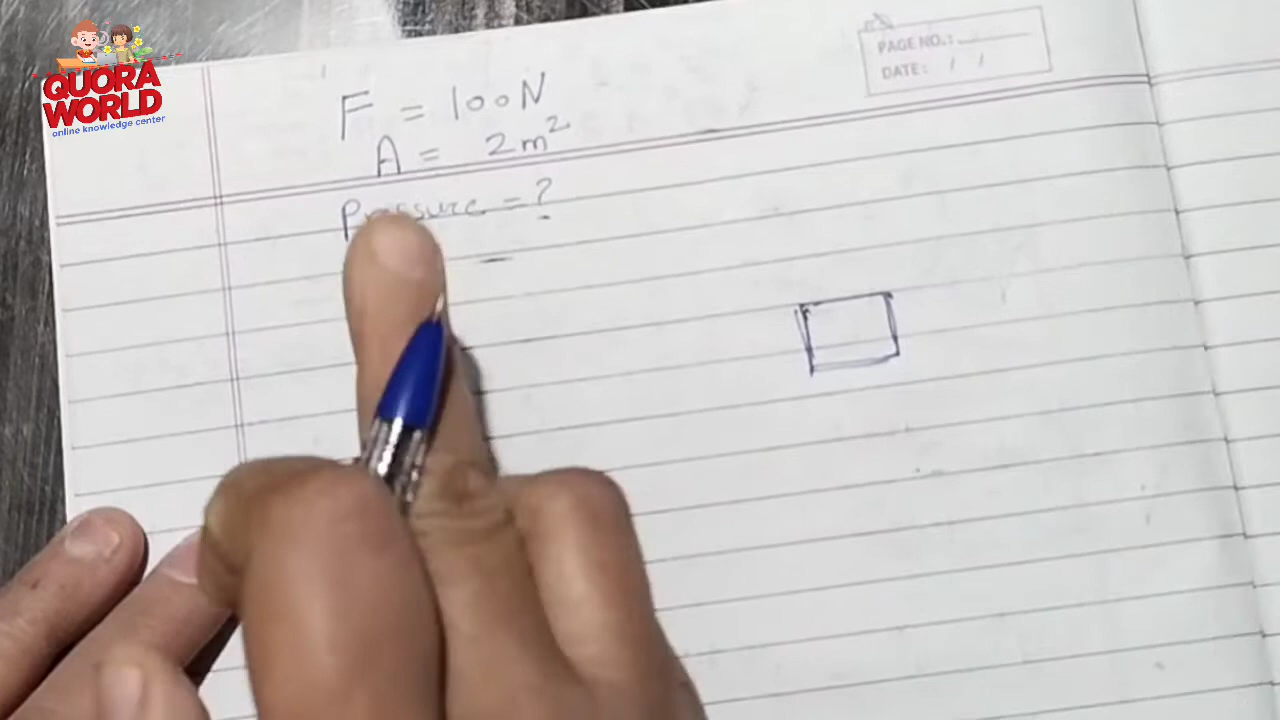 QUORA
WORLD
online knowledge center
PAGE NO.:
DATE: / /
F = 100N
A = 2m²
Pressure = ?